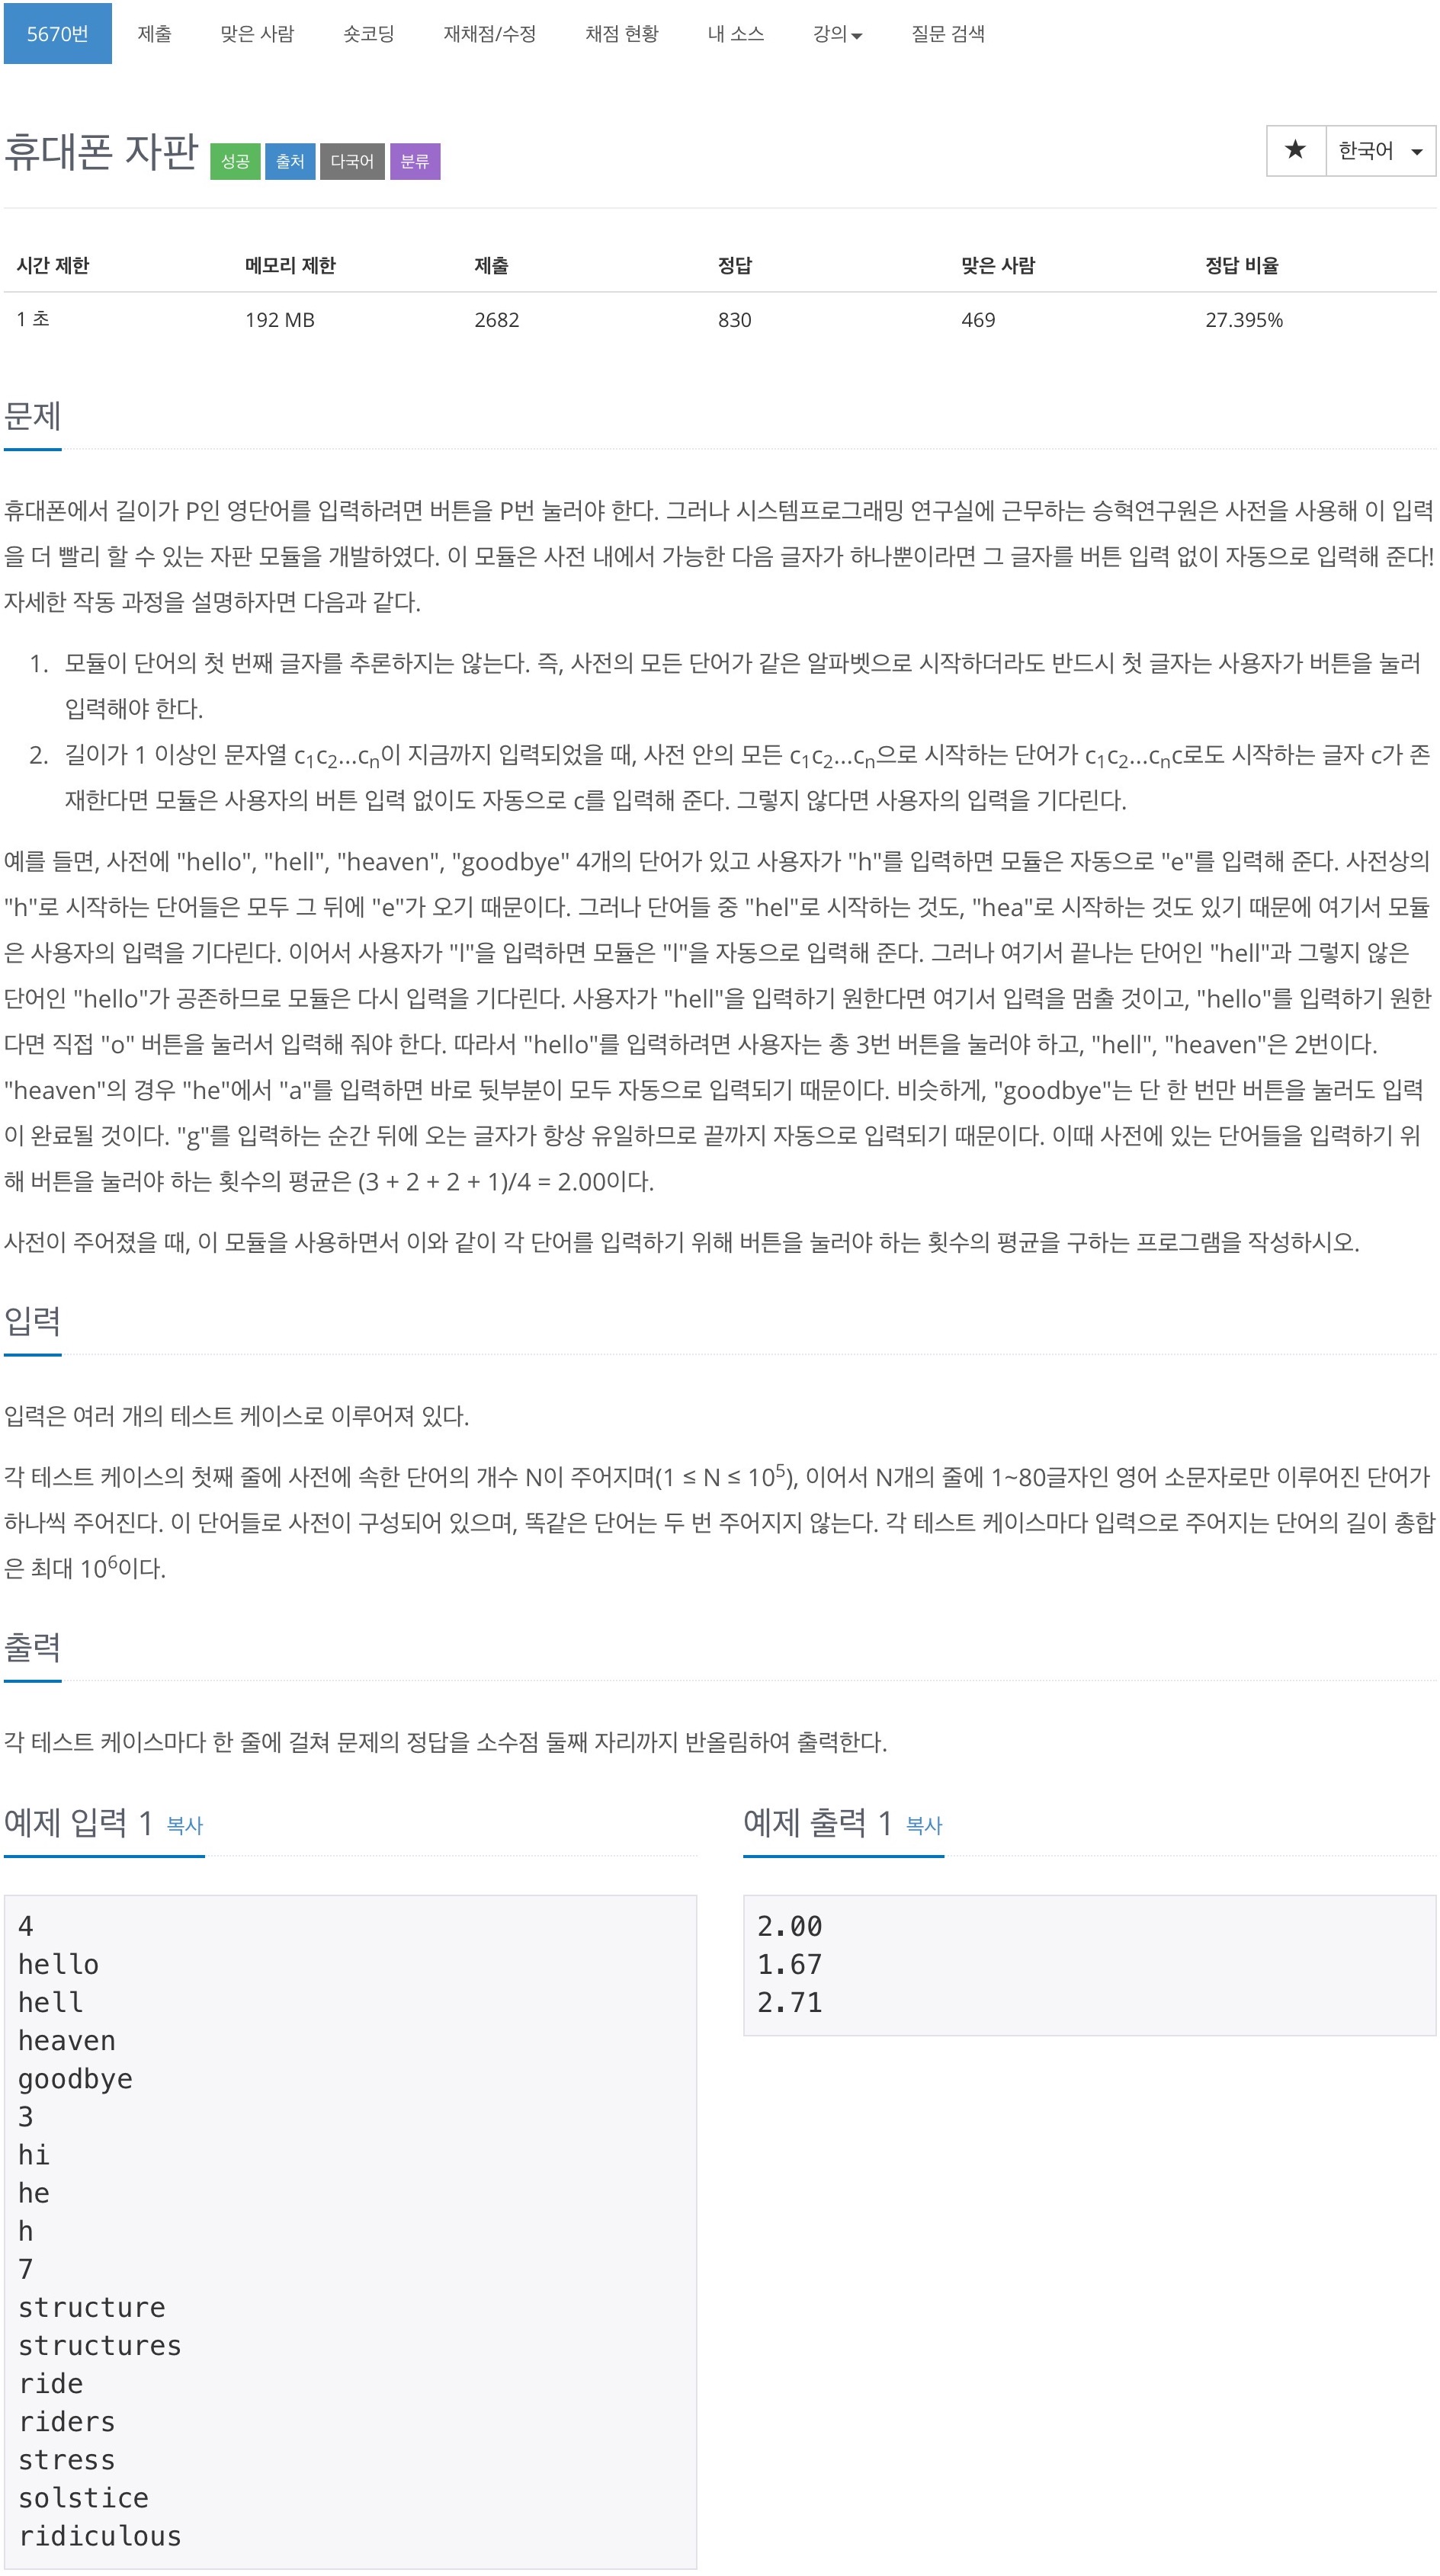 5670번 제출 맞은 사람 숏코딩 재채점/수정 채점 현황 내 소스 강의 질문 검색
휴대폰 자판 성공 출처 다국어 분류 ★ 한국어
시간 제한 메모리 제한 제출 정답 맞은 사람 정답 비율
1 초 192 MB 2682 830 469 27.395%
문제
휴대폰에서 길이가 P인 영단어를 입력하려면 버튼을 P번 눌러야 한다. 그러나 시스템프로그래밍 연구실에 근무하는 승혁연구원은 사전을 사용해 이 입력
을 더 빨리 할 수 있는 자판 모듈을 개발하였다. 이 모듈은 사전 내에서 가능한 다음 글자가 하나뿐이라면 그 글자를 버튼 입력 없이 자동으로 입력해 준다!
자세한 작동 과정을 설명하자면 다음과 같다.
1. 모듈이 단어의 첫 번째 글자를 추론하지는 않는다. 즉, 사전의 모든 단어가 같은 알파벳으로 시작하더라도 반드시 첫 글자는 사용자가 버튼을 눌러
입력해야 한다.
2. 길이가 1 이상인 문자열 c1c2...cn이 지금까지 입력되었을 때, 사전 안의 모든 c1c2...cn으로 시작하는 단어가 c1c2...cnc로도 시작하는 글자 c가 존
재한다면 모듈은 사용자의 버튼 입력 없이도 자동으로 c를 입력해 준다. 그렇지 않다면 사용자의 입력을 기다린다.
예를 들면, 사전에 "hello", "hell", "heaven", "goodbye" 4개의 단어가 있고 사용자가 "h"를 입력하면 모듈은 자동으로 "e"를 입력해 준다. 사전상의
"h"로 시작하는 단어들은 모두 그 뒤에 "e"가 오기 때문이다. 그러나 단어들 중 "hel"로 시작하는 것도, "hea"로 시작하는 것도 있기 때문에 여기서 모듈
은 사용자의 입력을 기다린다. 이어서 사용자가 "l"을 입력하면 모듈은 "l"을 자동으로 입력해 준다. 그러나 여기서 끝나는 단어인 "hell"과 그렇지 않은
단어인 "hello"가 공존하므로 모듈은 다시 입력을 기다린다. 사용자가 "hell"을 입력하기 원한다면 여기서 입력을 멈출 것이고, "hello"를 입력하기 원한
다면 직접 "o" 버튼을 눌러서 입력해 줘야 한다. 따라서 "hello"를 입력하려면 사용자는 총 3번 버튼을 눌러야 하고, "hell", "heaven"은 2번이다.
"heaven"의 경우 "he"에서 "a"를 입력하면 바로 뒷부분이 모두 자동으로 입력되기 때문이다. 비슷하게, "goodbye"는 단 한 번만 버튼을 눌러도 입력
이 완료될 것이다. "g"를 입력하는 순간 뒤에 오는 글자가 항상 유일하므로 끝까지 자동으로 입력되기 때문이다. 이때 사전에 있는 단어들을 입력하기 위
해 버튼을 눌러야 하는 횟수의 평균은 (3 + 2 + 2 + 1)/4 = 2.00이다.
사전이 주어졌을 때, 이 모듈을 사용하면서 이와 같이 각 단어를 입력하기 위해 버튼을 눌러야 하는 횟수의 평균을 구하는 프로그램을 작성하시오.
입력
입력은 여러 개의 테스트 케이스로 이루어져 있다.
각 테스트 케이스의 첫째 줄에 사전에 속한 단어의 개수 N이 주어지며(1 ≤ N ≤ 10^5), 이어서 N개의 줄에 1~80글자인 영어 소문자로만 이루어진 단어가
하나씩 주어진다. 이 단어들로 사전이 구성되어 있으며, 똑같은 단어는 두 번 주어지지 않는다. 각 테스트 케이스마다 입력으로 주어지는 단어의 길이 총합
은 최대 10^6이다.
출력
각 테스트 케이스마다 한 줄에 걸쳐 문제의 정답을 소수점 둘째 자리까지 반올림하여 출력한다.
예제 입력 1 복사
4
hello
hell
heaven
goodbye
3
hi
he
h
7
structure
structures
ride
riders
stress
solstice
ridiculous
예제 출력 1 복사
2.00
1.67
2.71